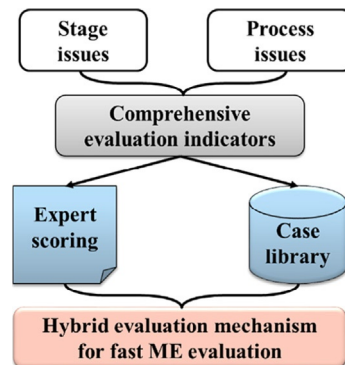 Stage
issues
Process
issues
Comprehensive
evaluation indicators
Expert
scoring
Case
library
Hybrid evaluation mechanism
for fast ME evaluation